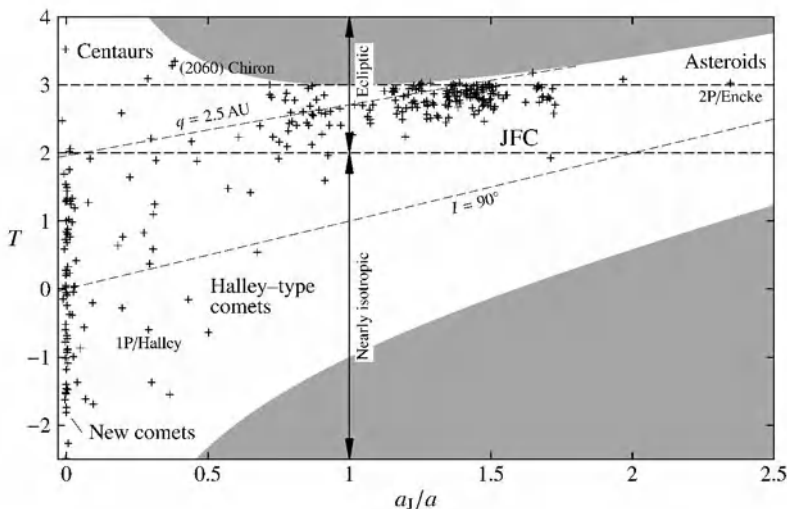 4
3
2
1
0
−1
−2
T
Centaurs
(2060) Chiron
Ecliptic
Asteroids
2P/Encke
q = 2.5 AU
JFC
I = 90°
Halley–type
comets
Nearly isotropic
1P/Halley
New comets
0
0.5
1
1.5
2
2.5
aJ/a